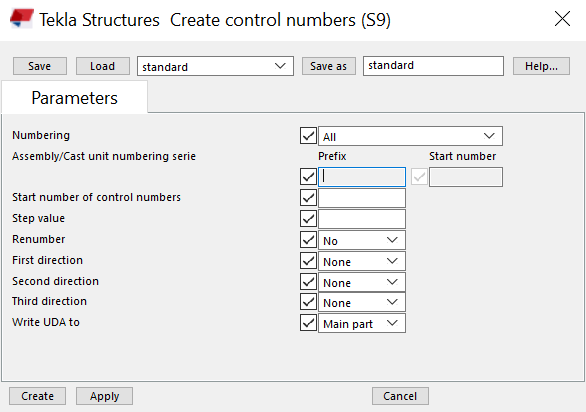 Tekla Structures Create control numbers (S9)
Save Load standard Save as standard Help...
Parameters
Numbering All
Assembly/Cast unit numbering serie Prefix Start number
Start number of control numbers
Step value
Renumber No
First direction None
Second direction None
Third direction None
Write UDA to Main part
Create Apply Cancel